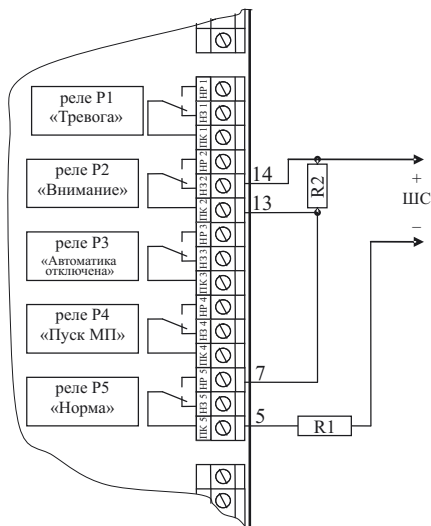 реле Р1
«Тревога»
реле Р2
«Внимание»
реле Р3
«Автоматика
отключена»
реле Р4
«Пуск МП»
реле Р5
«Норма»
НР 1
НЗ 1
ПК 1
НР 2
НЗ 2
ПК 2
НР 3
НЗ 3
ПК 3
НР 4
НЗ 4
ПК 4
НР 5
НЗ 5
ПК 5
14
13
7
5
R2
R1
+
ШС
–